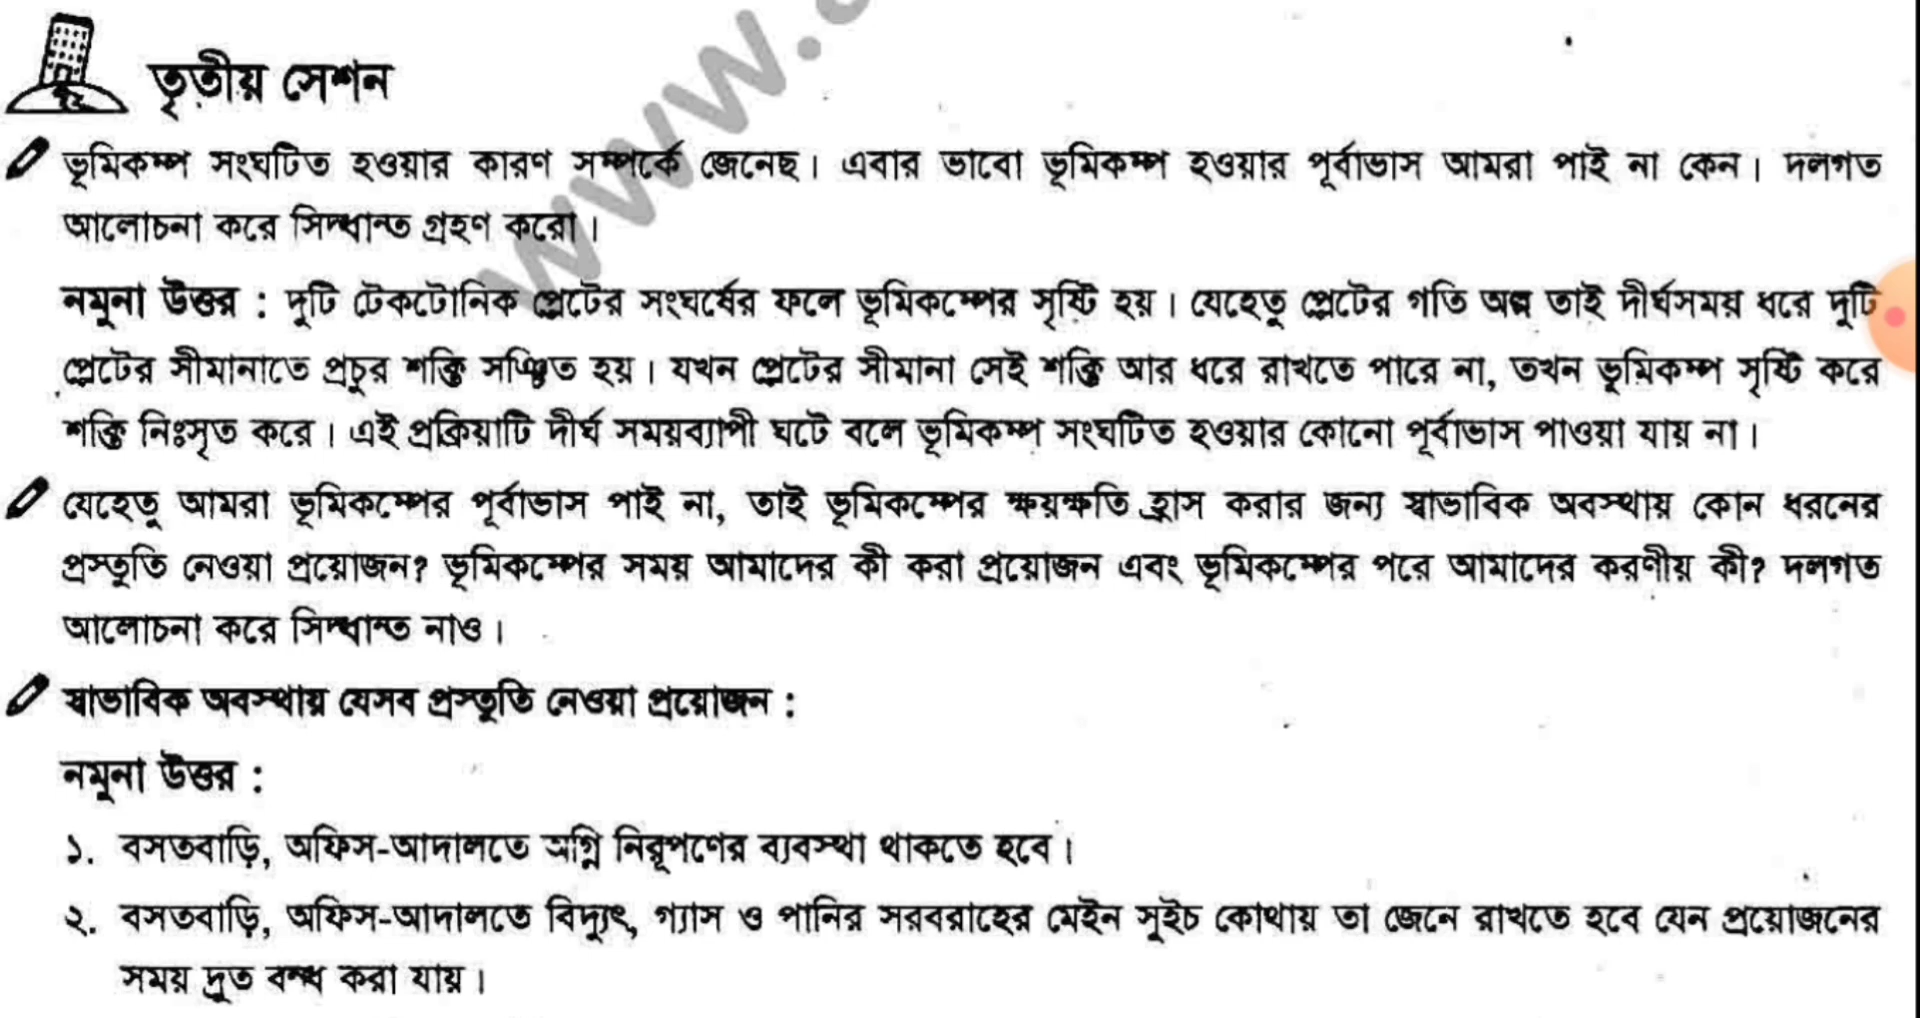 www.
তৃতীয় সেশন
ভূমিকম্প সংঘটিত হওয়ার কারণ সম্পর্কে জেনেছ। এবার ভাবো ভূমিকম্প হওয়ার পূর্বাভাস আমরা পাই না কেন। দলগত
আলোচনা করে সিদ্ধান্ত গ্রহণ করো।
নমুনা উত্তর : দুটি টেকটোনিক প্লেটের সংঘর্ষের ফলে ভূমিকম্পের সৃষ্টি হয়। যেহেতু প্লেটের গতি অল্প তাই দীর্ঘসময় ধরে দুটি
প্লেটের সীমানাতে প্রচুর শক্তি সঞ্চিত হয়। যখন প্লেটের সীমানা সেই শক্তি আর ধরে রাখতে পারে না, তখন ভুমিকম্প সৃষ্টি করে
শক্তি নিঃসৃত করে। এই প্রক্রিয়াটি দীর্ঘ সময়ব্যাপী ঘটে বলে ভূমিকম্প সংঘটিত হওয়ার কোনো পূর্বাভাস পাওয়া যায় না।
যেহেতু আমরা ভূমিকম্পের পূর্বাভাস পাই না, তাই ভূমিকম্পের ক্ষয়ক্ষতি হ্রাস করার জন্য স্বাভাবিক অবস্থায় কোন ধরনের
প্রস্তুতি নেওয়া প্রয়োজন? ভূমিকম্পের সময় আমাদের কী করা প্রয়োজন এবং ভূমিকম্পের পরে আমাদের করণীয় কী? দলগত
আলোচনা করে সিদ্ধান্ত নাও।
স্বাভাবিক অবস্থায় যেসব প্রস্তুতি নেওয়া প্রয়োজন :
নমুনা উত্তর :
১. বসতবাড়ি, অফিস-আদালতে অগ্নি নিরূপণের ব্যবস্থা থাকতে হবে।
২. বসতবাড়ি, অফিস-আদালতে বিদ্যুৎ, গ্যাস ও পানির সরবরাহের মেইন সুইচ কোথায় তা জেনে রাখতে হবে যেন প্রয়োজনের
সময় দ্রুত বন্ধ করা যায়।